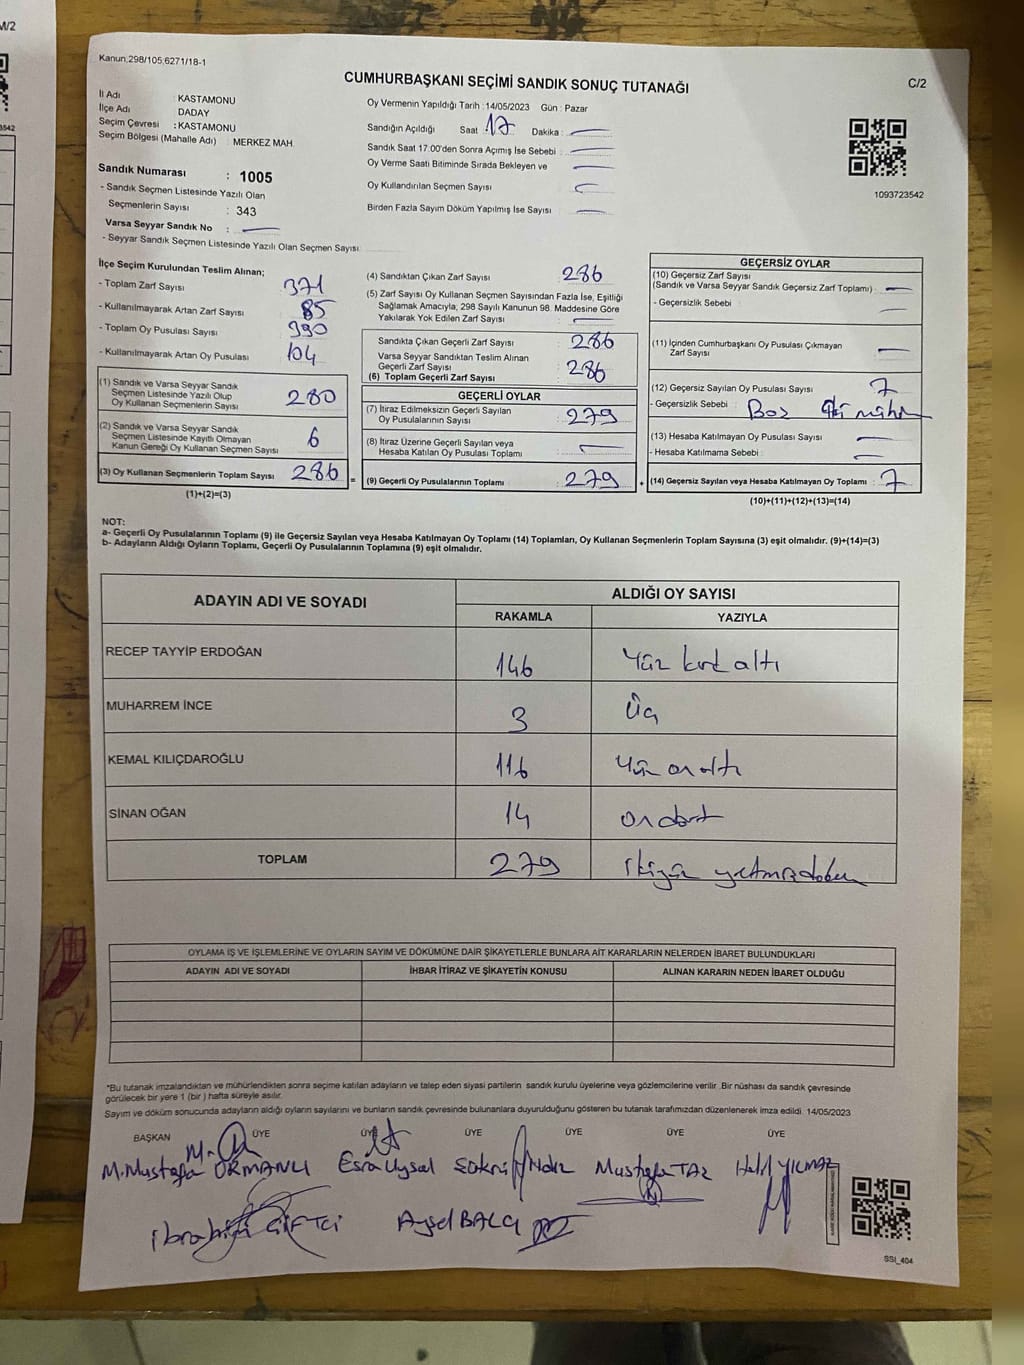 M/2
3542
Kanun,298/105,6271/18-1
CUMHURBAŞKANI SEÇİMİ SANDIK SONUÇ TUTANAĞI
C/2
İl Adı : KASTAMONU
İlçe Adı : DADAY
Seçim Çevresi : KASTAMONU
Seçim Bölgesi (Mahalle Adı) : MERKEZ MAH.
Oy Vermenin Yapıldığı Tarih :14/05/2023 Gün : Pazar
Sandığın Açıldığı Saat : 17 Dakika : —
Sandık Saat 17.00'den Sonra Açımış İse Sebebi : —
Oy Verme Saati Bitiminde Sırada Bekleyen ve —
Oy Kullandırılan Seçmen Sayısı
Birden Fazla Sayım Döküm Yapılmış İse Sayısı : —
1093723542
Sandık Numarası : 1005
- Sandık Seçmen Listesinde Yazılı Olan
Seçmenlerin Sayısı : 343
Varsa Seyyar Sandık No : —
- Seyyar Sandık Seçmen Listesinde Yazılı Olan Seçmen Sayısı:
İlçe Seçim Kurulundan Teslim Alınan;
- Toplam Zarf Sayısı 371
- Kullanılmayarak Artan Zarf Sayısı : 85
- Toplam Oy Pusulası Sayısı : 390
- Kullanılmayarak Artan Oy Pusulası : 104
(1) Sandık ve Varsa Seyyar Sandık
Seçmen Listesinde Yazılı Olup
Oy Kullanan Seçmenlerin Sayısı : 280
(2) Sandık ve Varsa Seyyar Sandık
Seçmen Listesinde Kayıtlı Olmayan
Kanun Gereği Oy Kullanan Seçmen Sayısı : 6
(3) Oy Kullanan Seçmenlerin Toplam Sayısı : 286
(1)+(2)=(3)
=
(4) Sandıktan Çıkan Zarf Sayısı : 286
(5) Zarf Sayısı Oy Kullanan Seçmen Sayısından Fazla İse, Eşitliği
Sağlamak Amacıyla, 298 Sayılı Kanunun 98. Maddesine Göre
Yakılarak Yok Edilen Zarf Sayısı : —
Sandıkta Çıkan Geçerli Zarf Sayısı : 286
Varsa Seyyar Sandıktan Teslim Alınan
Geçerli Zarf Sayısı
(6) Toplam Geçerli Zarf Sayısı : 286
GEÇERLİ OYLAR
(7) İtiraz Edilmeksizin Geçerli Sayılan
Oy Pusulalarının Sayısı : 279
(8) İtiraz Üzerine Geçerli Sayılan veya
Hesaba Katılan Oy Pusulası Toplamı : —
(9) Geçerli Oy Pusulalarının Toplamı : 279
+
GEÇERSİZ OYLAR
(10) Geçersiz Zarf Sayısı
(Sandık ve Varsa Seyyar Sandık Geçersiz Zarf Toplamı) : —
- Geçersizlik Sebebi : —
(11) İçinden Cumhurbaşkanı Oy Pusulası Çıkmayan
Zarf Sayısı : —
(12) Geçersiz Sayılan Oy Pusulası Sayısı : 7
- Geçersizlik Sebebi : Boş iki mühür
(13) Hesaba Katılmayan Oy Pusulası Sayısı : —
- Hesaba Katılmama Sebebi : —
(14) Geçersiz Sayılan veya Hesaba Katılmayan Oy Toplamı : 7
(10)+(11)+(12)+(13)=(14)
NOT:
a- Geçerli Oy Pusulalarının Toplamı (9) ile Geçersiz Sayılan veya Hesaba Katılmayan Oy Toplamı (14) Toplamları, Oy Kullanan Seçmenlerin Toplam Sayısına (3) eşit olmalıdır. (9)+(14)=(3)
b- Adayların Aldığı Oyların Toplamı, Geçerli Oy Pusulalarının Toplamına (9) eşit olmalıdır.
ADAYIN ADI VE SOYADI
ALDIĞI OY SAYISI
RAKAMLA YAZIYLA
RECEP TAYYİP ERDOĞAN 146 Yüz kırk altı
MUHARREM İNCE 3 Üç
KEMAL KILIÇDAROĞLU 116 Yüz on altı
SİNAN OĞAN 14 ondört
TOPLAM 279 ikiyüz yetmişdokuz
OYLAMA İŞ VE İŞLEMLERİNE VE OYLARIN SAYIM VE DÖKÜMÜNE DAİR ŞİKAYETLERLE BUNLARA AİT KARARLARIN NELERDEN İBARET BULUNDUKLARI
ADAYIN ADI VE SOYADI İHBAR İTİRAZ VE ŞİKAYETİN KONUSU ALINAN KARARIN NEDEN İBARET OLDUĞU
*Bu tutanak imzalandıktan ve mühürlendikten sonra seçime katılan adayların ve talep eden siyasi partilerin sandık kurulu üyelerine veya gözlemcilerine verilir. Bir nüshası da sandık çevresinde
görülecek bir yere 1 (bir ) hafta süreyle asılır.
Sayım ve döküm sonucunda adayların aldığı oyların sayılarını ve bunların sandık çevresinde bulunanlara duyurulduğunu gösteren bu tutanak tarafımızdan düzenlenerek imza edildi. 14/05/2023
BAŞKAN ÜYE ÜYE ÜYE ÜYE ÜYE ÜYE
M.Mustafa ORMANLI Esra Uysal Mustafa TAZ Halil YILMAZ
İbrahim ÇİFTCİ Aysel BALCI
SSI_404